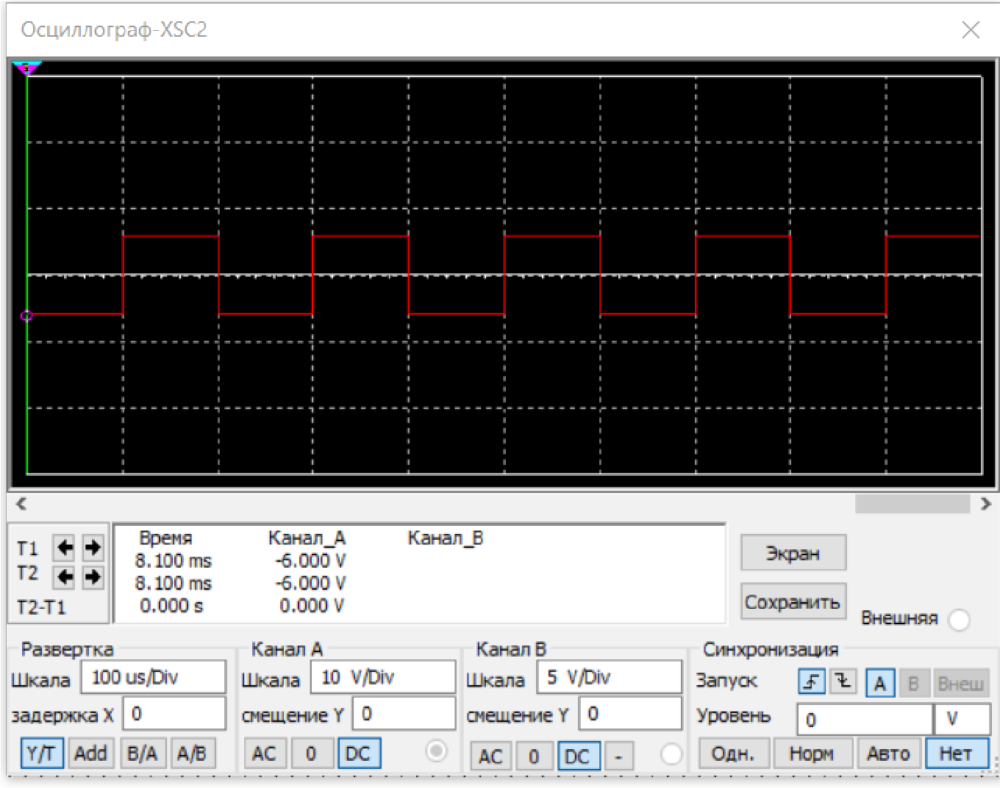 Осциллограф-XSC2
Время Канал_A Канал_B
T1 8.100 ms -6.000 V
T2 8.100 ms -6.000 V
T2-T1 0.000 s 0.000 V
Экран
Сохранить
Внешняя
Развертка Канал A Канал B Синхронизация
Шкала 100 us/Div Шкала 10 V/Div Шкала 5 V/Div Запуск A B Внеш
задержка X 0 смещение Y 0 смещение Y 0 Уровень 0 V
Y/T Add B/A A/B AC 0 DC AC 0 DC - Одн. Норм Авто Нет